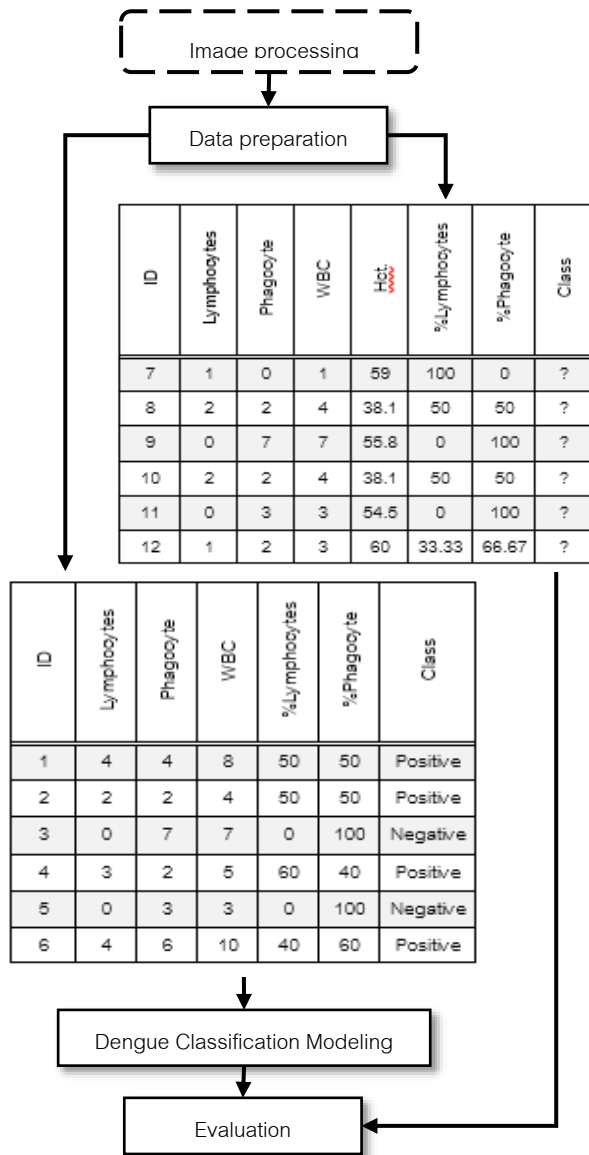 Image processing
Data preparation
ID Lymphocytes Phagocyte WBC Hct. %Lymphocytes %Phagocyte Class
7 1 0 1 59 100 0 ?
8 2 2 4 38.1 50 50 ?
9 0 7 7 55.8 0 100 ?
10 2 2 4 38.1 50 50 ?
11 0 3 3 54.5 0 100 ?
12 1 2 3 60 33.33 66.67 ?
ID Lymphocytes Phagocyte WBC %Lymphocytes %Phagocyte Class
1 4 4 8 50 50 Positive
2 2 2 4 50 50 Positive
3 0 7 7 0 100 Negative
4 3 2 5 60 40 Positive
5 0 3 3 0 100 Negative
6 4 6 10 40 60 Positive
Dengue Classification Modeling
Evaluation